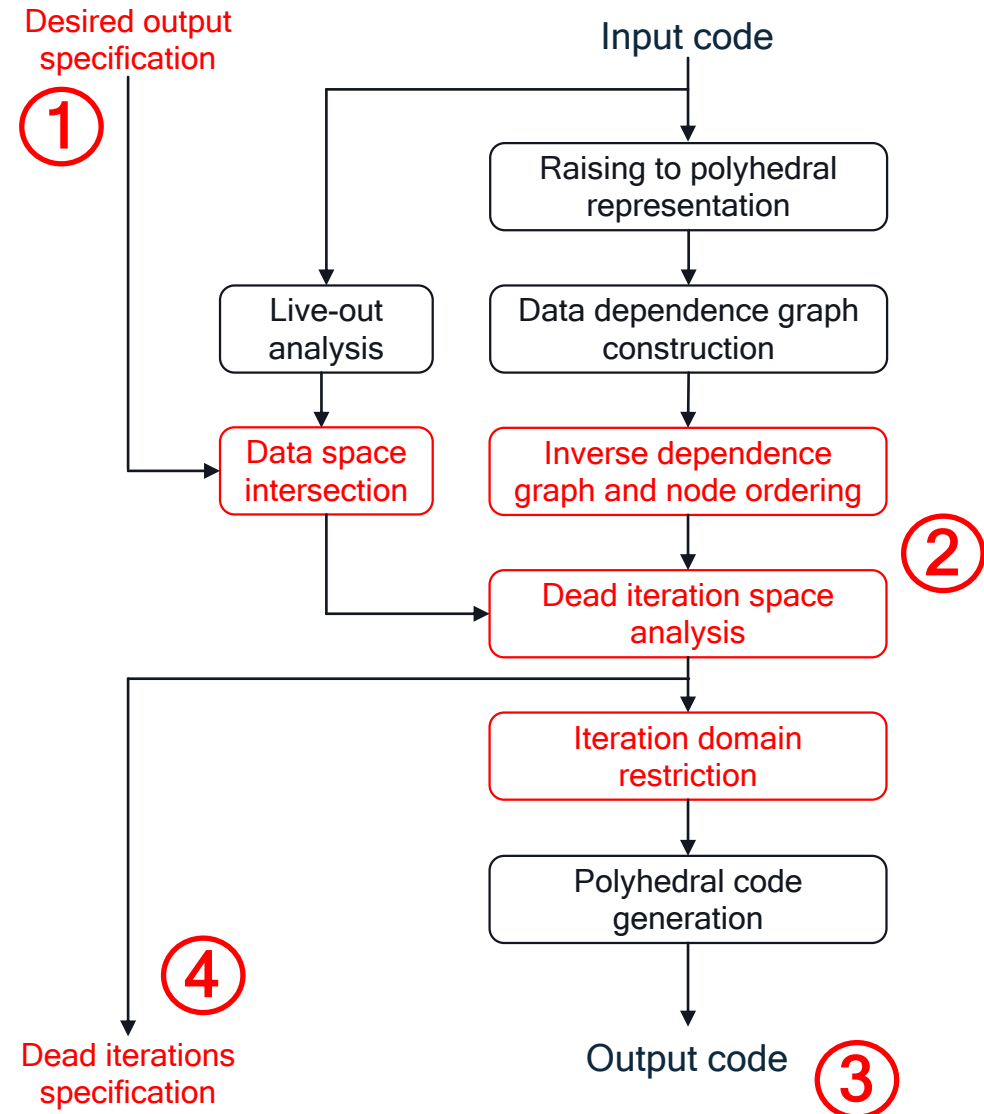 Desired output
specification
①
Input code
Raising to polyhedral
representation
Live-out
analysis
Data dependence graph
construction
Data space
intersection
Inverse dependence
graph and node ordering
②
Dead iteration space
analysis
Iteration domain
restriction
Polyhedral code
generation
④
Dead iterations
specification
Output code
③